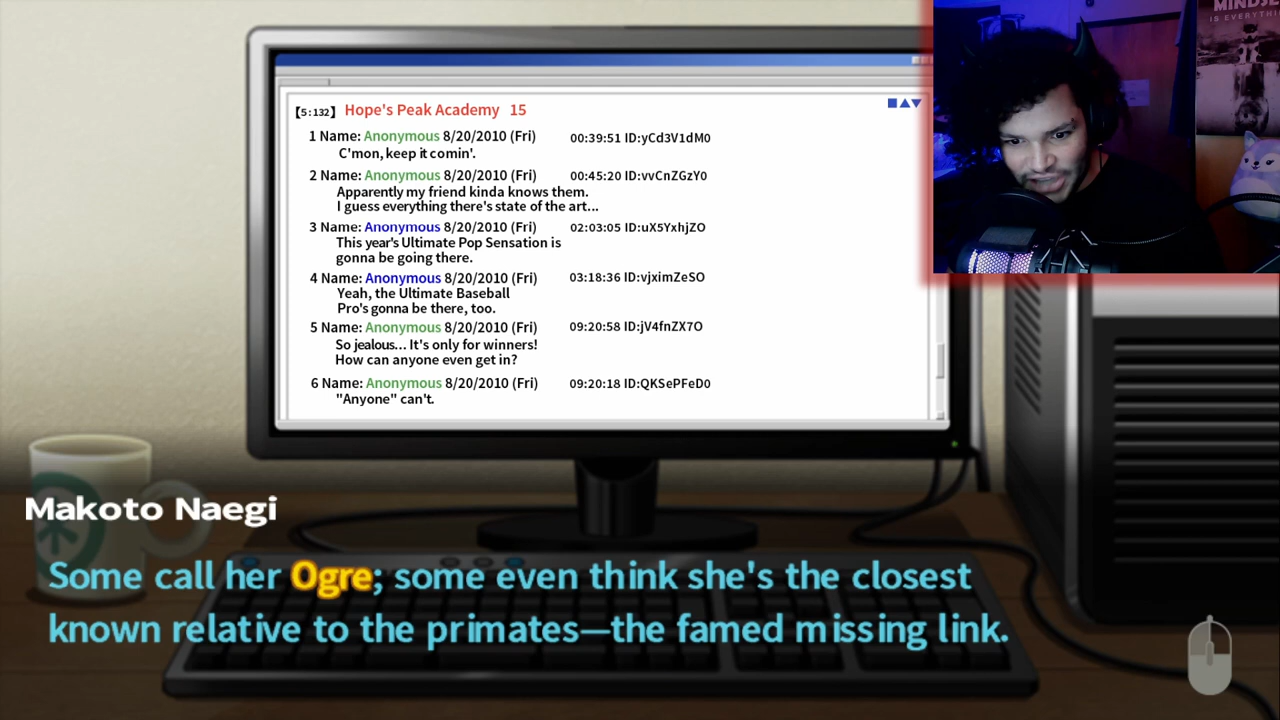 【5:132】 Hope's Peak Academy 15
1 Name: Anonymous 8/20/2010 (Fri) 00:39:51 ID:yCd3V1dM0
C'mon, keep it comin'.
2 Name: Anonymous 8/20/2010 (Fri) 00:45:20 ID:vvCnZGzY0
Apparently my friend kinda knows them.
I guess everything there's state of the art...
3 Name: Anonymous 8/20/2010 (Fri) 02:03:05 ID:uX5YxhjZO
This year's Ultimate Pop Sensation is
gonna be going there.
4 Name: Anonymous 8/20/2010 (Fri) 03:18:36 ID:vjximZeSO
Yeah, the Ultimate Baseball
Pro's gonna be there, too.
5 Name: Anonymous 8/20/2010 (Fri) 09:20:58 ID:jV4fnZX7O
So jealous... It's only for winners!
How can anyone even get in?
6 Name: Anonymous 8/20/2010 (Fri) 09:20:18 ID:QKSePFeD0
"Anyone" can't.
MINDSE
IS EVERYTHIN
Makoto Naegi
Some call her Ogre; some even think she's the closest
known relative to the primates—the famed missing link.